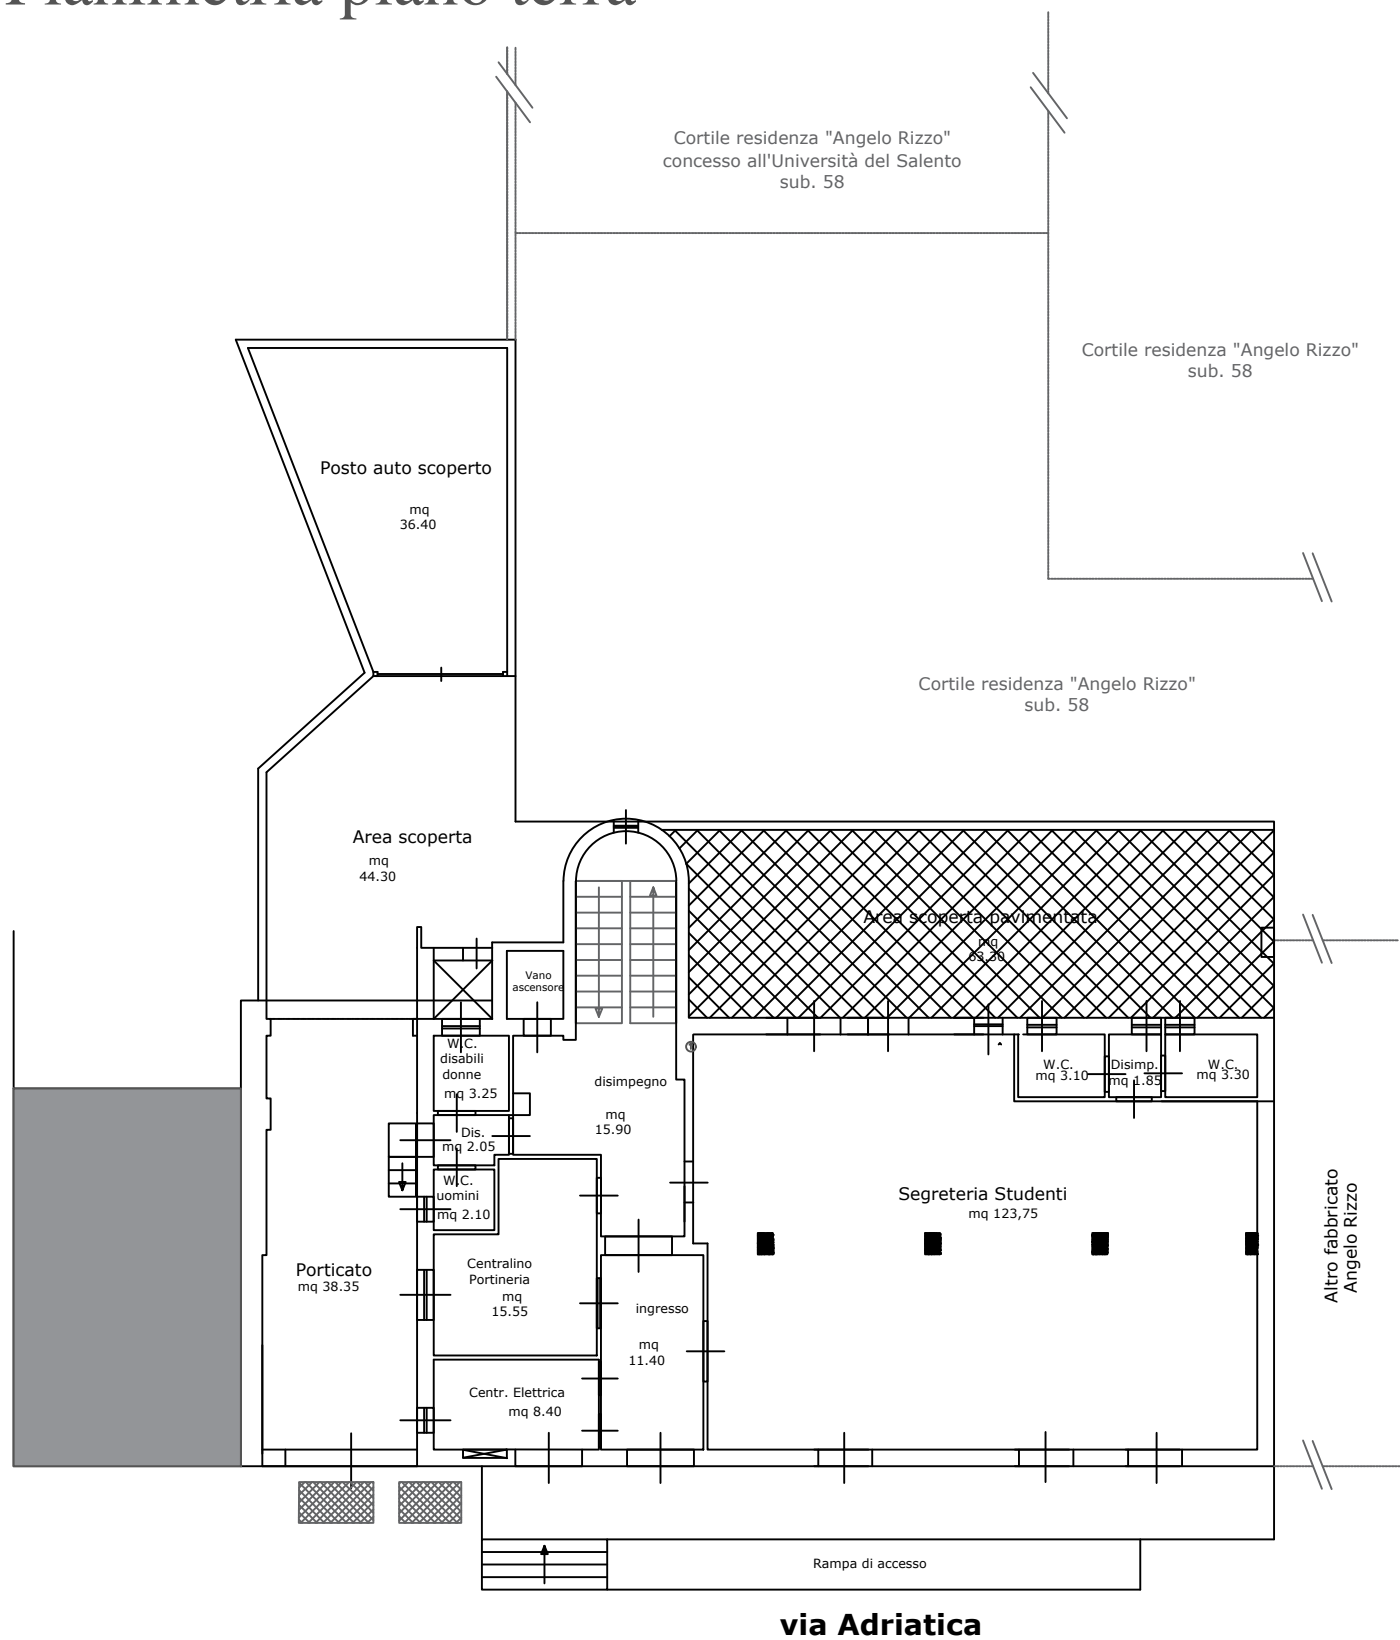 Planimetria piano terra
Cortile residenza "Angelo Rizzo"
concesso all'Università del Salento
sub. 58
Cortile residenza "Angelo Rizzo"
sub. 58
Posto auto scoperto
mq
36.40
Cortile residenza "Angelo Rizzo"
sub. 58
Area scoperta
mq
44.30
Area scoperta pavimentata
mq
63.30
Vano
ascensore
W.C.
disabili
donne
mq 3.25
disimpegno
mq
15.90
W.C.
mq 3.10
Disimp.
mq 1.85
W.C.
mq 3.30
Dis.
mq 2.05
W.C.
uomini
mq 2.10
Segreteria Studenti
mq 123,75
Altro fabbricato
Angelo Rizzo
Porticato
mq 38.35
Centralino
Portineria
mq
15.55
ingresso
mq
11.40
Centr. Elettrica
mq 8.40
Rampa di accesso
via Adriatica